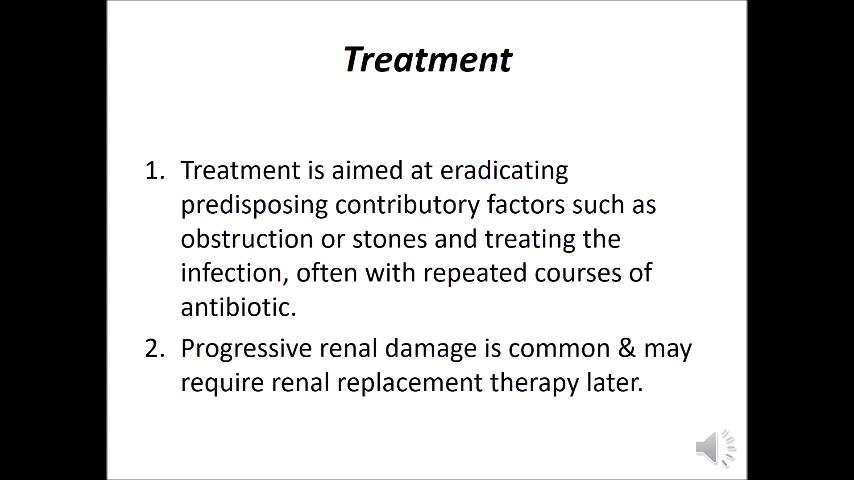 Treatment
1. Treatment is aimed at eradicating
predisposing contributory factors such as
obstruction or stones and treating the
infection, often with repeated courses of
antibiotic.
2. Progressive renal damage is common & may
require renal replacement therapy later.